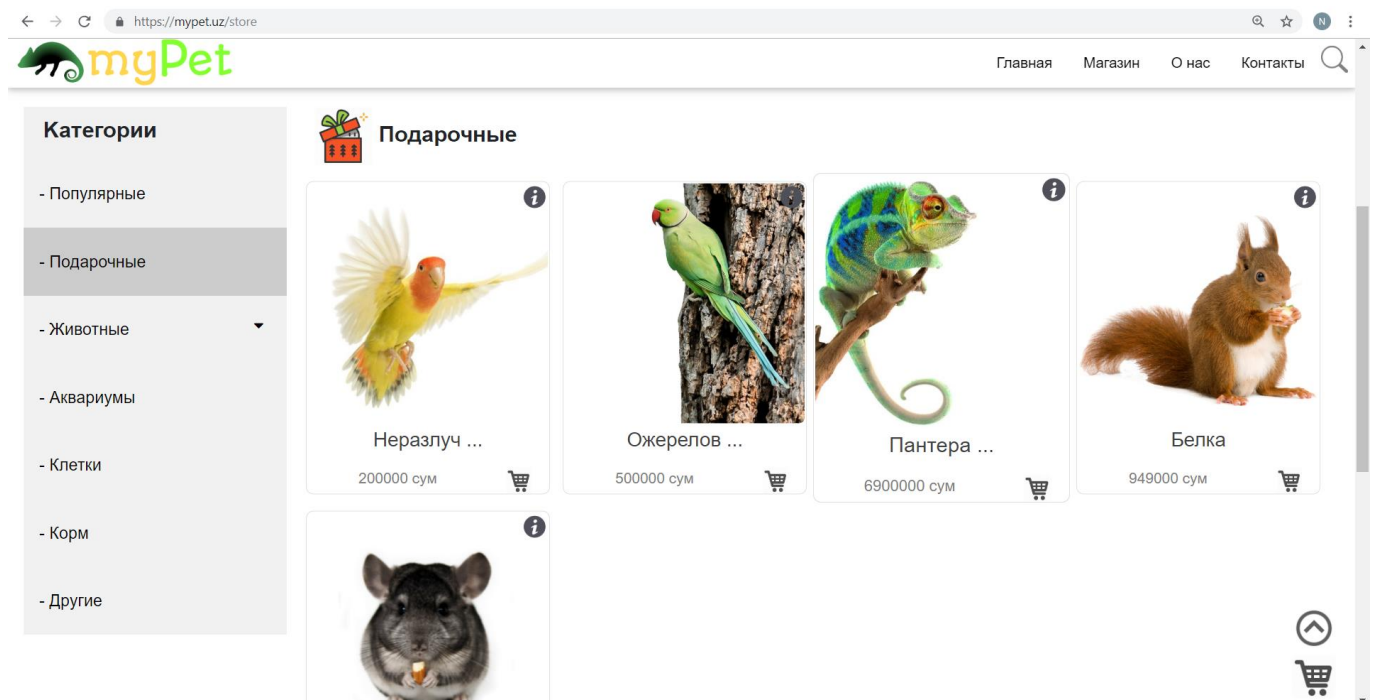 https://mypet.uz/store
N
myPet
Главная Магазин О нас Контакты
Категории
- Популярные
- Подарочные
- Животные
- Аквариумы
- Клетки
- Корм
- Другие
Подарочные
Неразлуч ...
200000 сум
Ожерелов ...
500000 сум
Пантера ...
6900000 сум
Белка
949000 сум